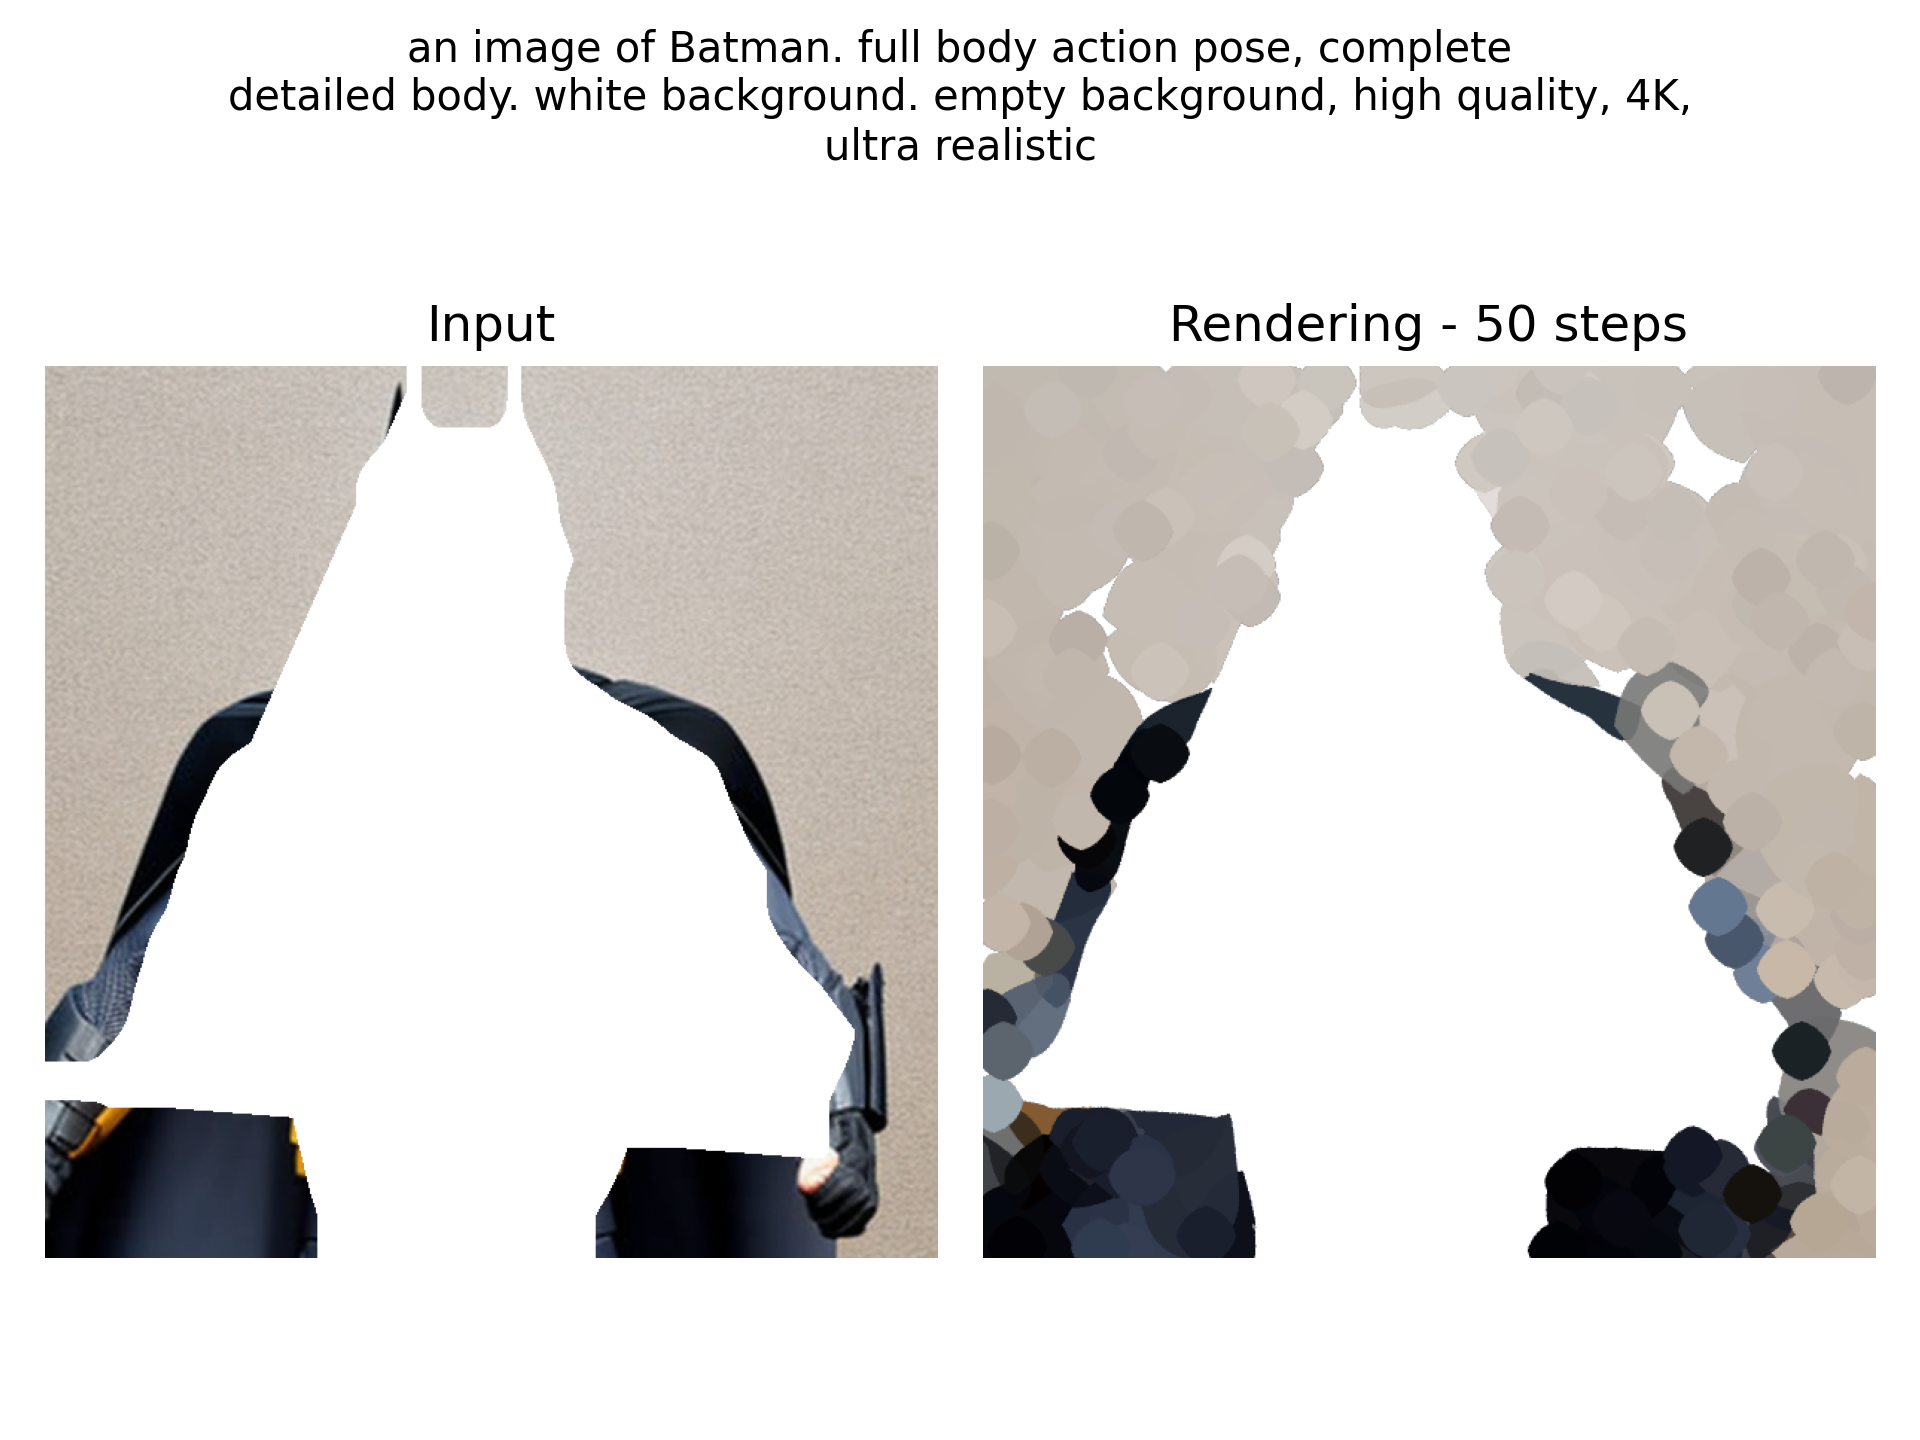 an image of Batman. full body action pose, complete
detailed body. white background. empty background, high quality, 4K,
ultra realistic
Input
Rendering - 50 steps